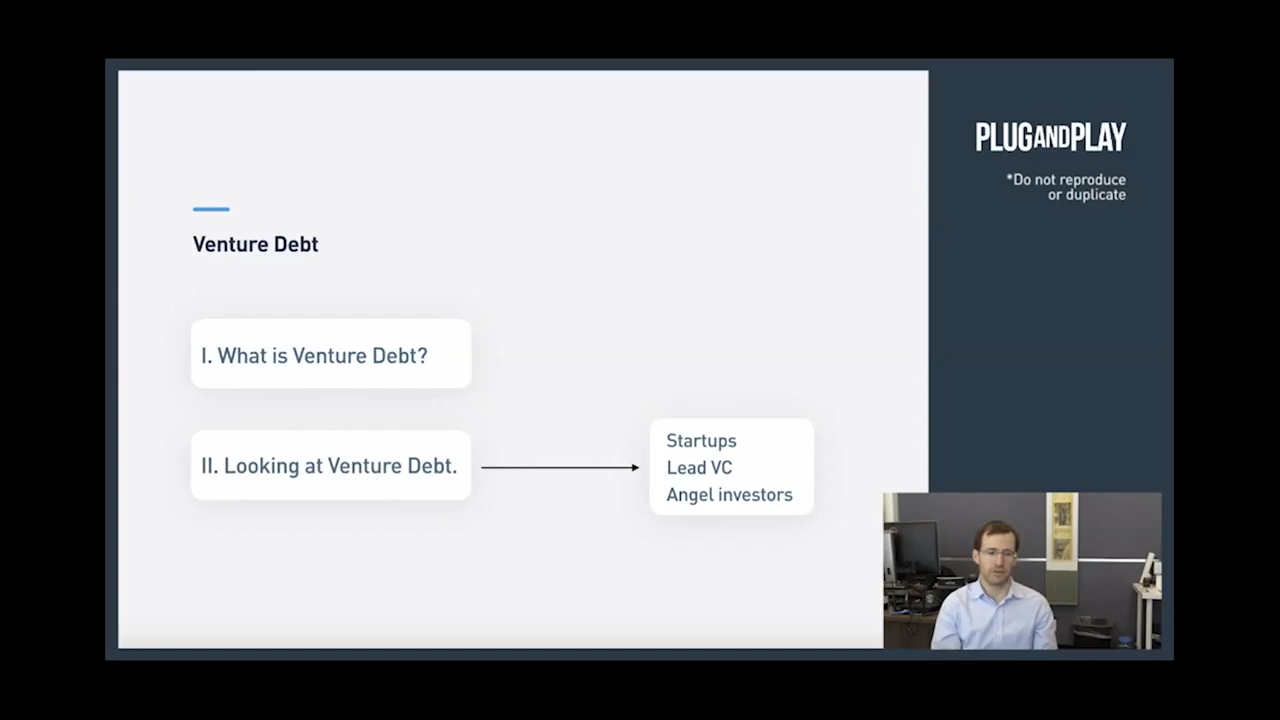 PLUGANDPLAY
*Do not reproduce
or duplicate
Venture Debt
I. What is Venture Debt?
II. Looking at Venture Debt.
Startups
Lead VC
Angel investors